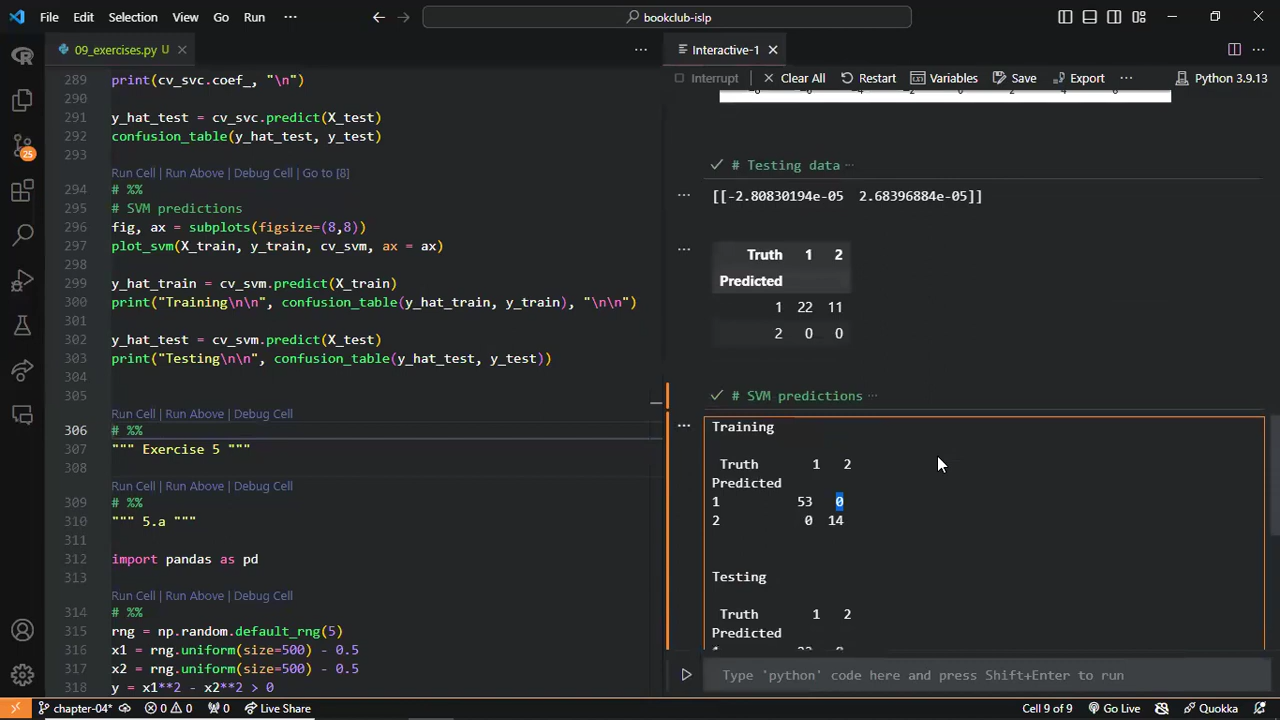 File Edit Selection View Go Run ··· bookclub-islp
09_exercises.py U
289 print(cv_svc.coef_, "\n")
290
291 y_hat_test = cv_svc.predict(X_test)
292 confusion_table(y_hat_test, y_test)
293
Run Cell | Run Above | Debug Cell | Go to [8]
294 # %%
295 # SVM predictions
296 fig, ax = subplots(figsize=(8,8))
297 plot_svm(X_train, y_train, cv_svm, ax = ax)
298
299 y_hat_train = cv_svm.predict(X_train)
300 print("Training\n\n", confusion_table(y_hat_train, y_train), "\n\n")
301
302 y_hat_test = cv_svm.predict(X_test)
303 print("Testing\n\n", confusion_table(y_hat_test, y_test))
304
305
Run Cell | Run Above | Debug Cell
306 # %%
307 """ Exercise 5 """
308
Run Cell | Run Above | Debug Cell
309 # %%
310 """ 5.a """
311
312 import pandas as pd
313
Run Cell | Run Above | Debug Cell
314 # %%
315 rng = np.random.default_rng(5)
316 x1 = rng.uniform(size=500) - 0.5
317 x2 = rng.uniform(size=500) - 0.5
318 y = x1**2 - x2**2 > 0
25
Interactive-1
Interrupt Clear All Restart Variables Save Export ··· Python 3.9.13
# Testing data ···
[[-2.80830194e-05 2.68396884e-05]]
Truth 1 2
Predicted
1 22 11
2 0 0
# SVM predictions ···
Training
Truth 1 2
Predicted
1 53 0
2 0 14
Testing
Truth 1 2
Predicted
Type 'python' code here and press Shift+Enter to run
chapter-04* 0 0 0 Live Share Cell 9 of 9 Go Live Quokka